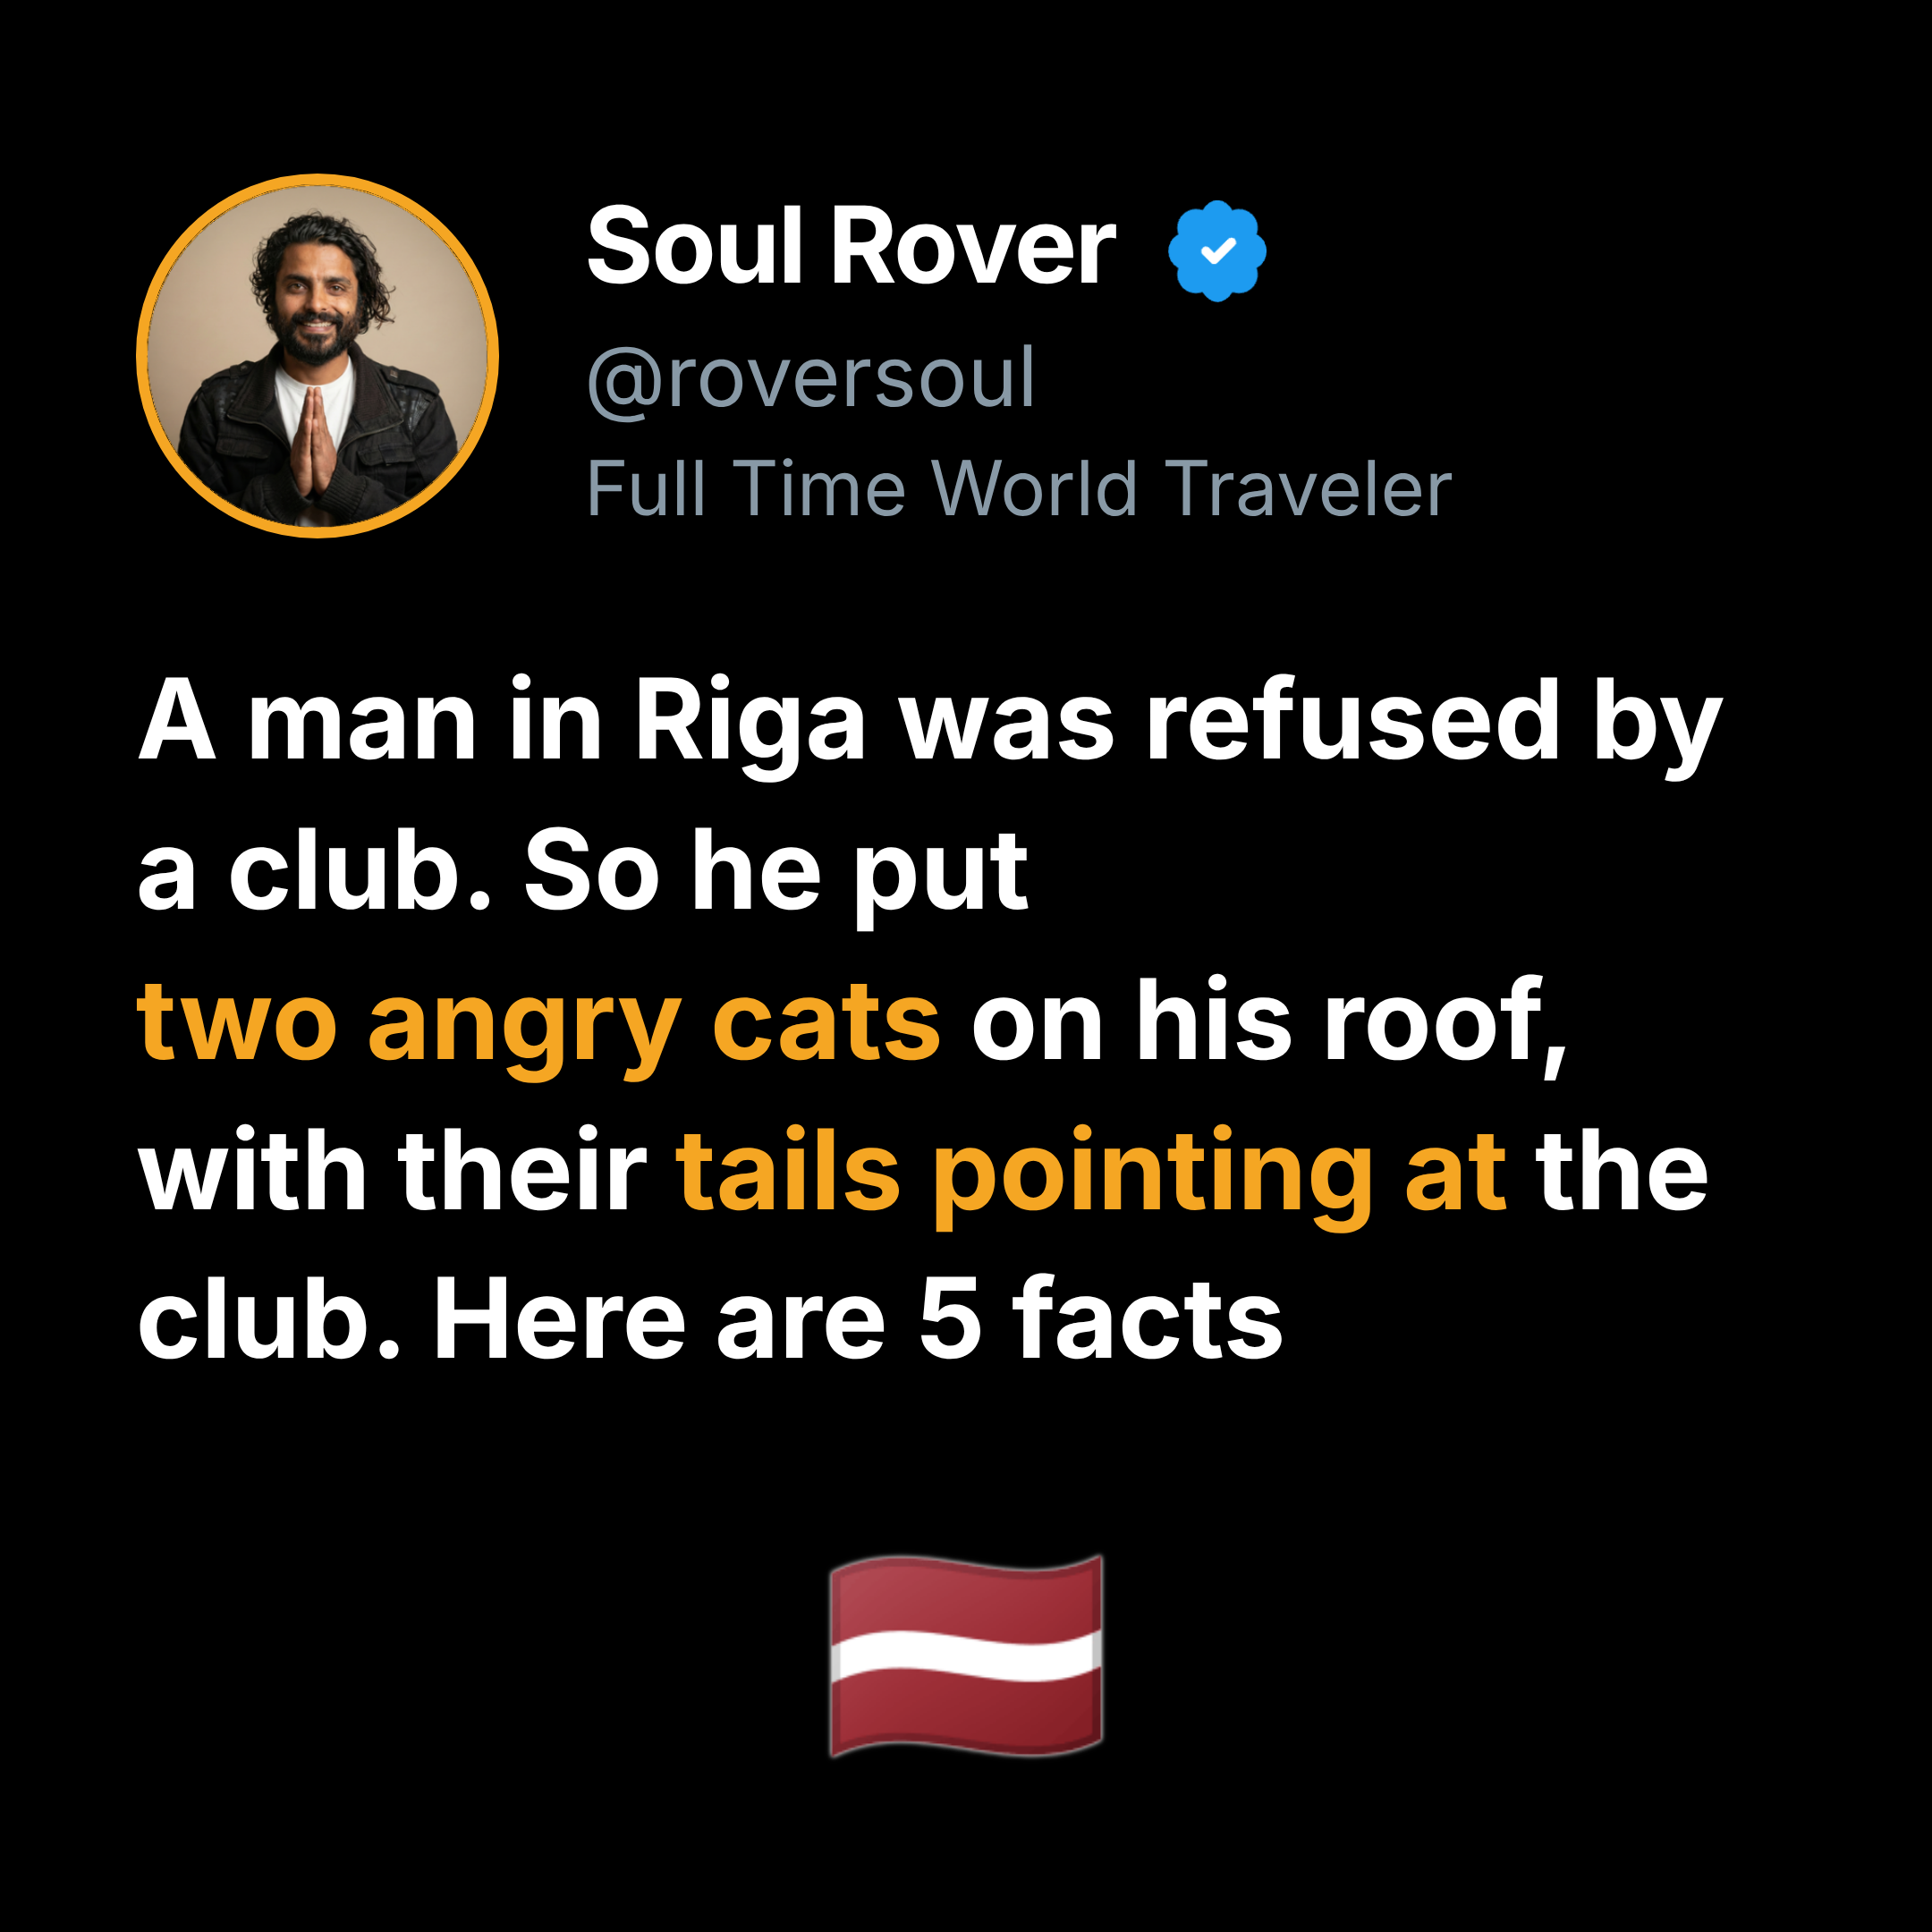 Soul Rover
@roversoul
Full Time World Traveler
A man in Riga was refused by
a club. So he put
two angry cats on his roof,
with their tails pointing at the
club. Here are 5 facts